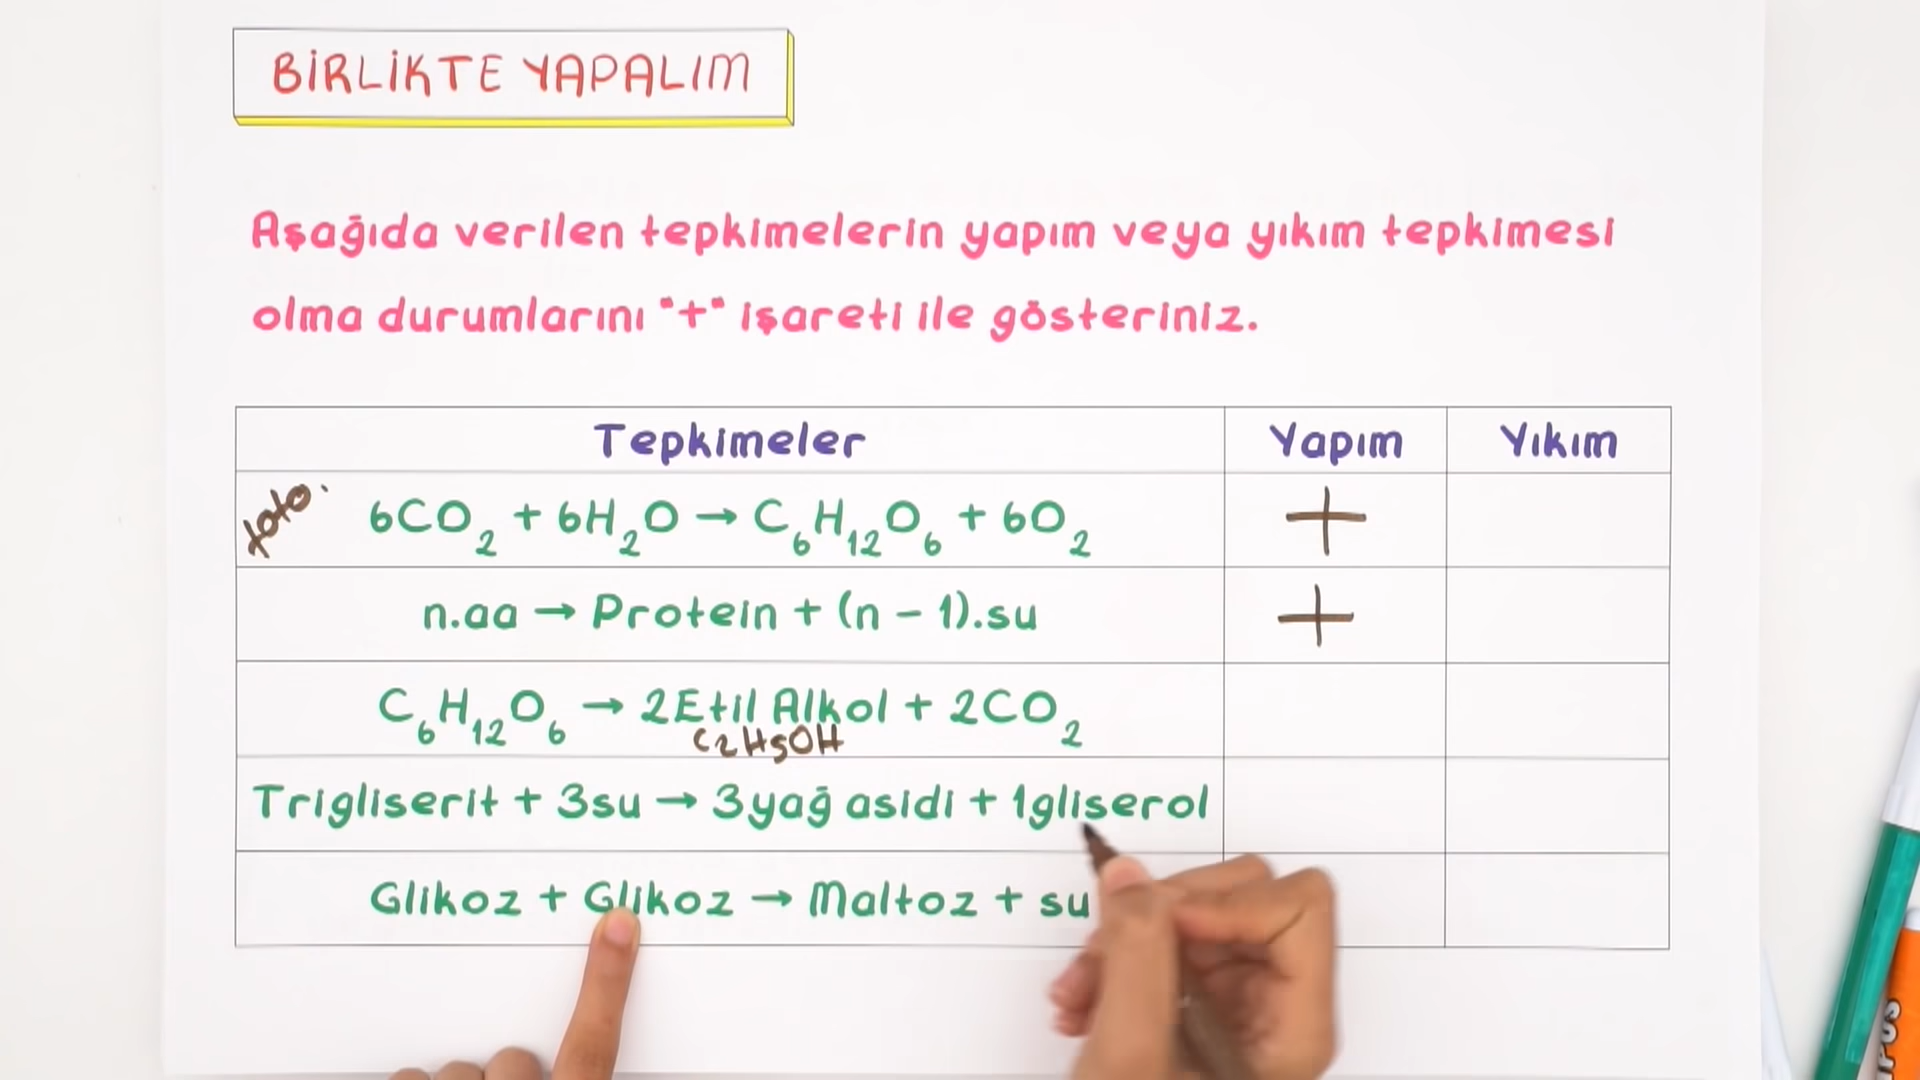 BİRLİKTE YAPALIM
Aşağıda verilen tepkimelerin yapım veya yıkım tepkimesi
olma durumlarını "+" işareti ile gösteriniz.
Tepkimeler Yapım Yıkım
foto. 6CO₂ + 6H₂O → C₆H₁₂O₆ + 6O₂ +
n.aa → Protein + (n - 1).su +
C₆H₁₂O₆ → 2Etil Alkol + 2CO₂
C2H5OH
Trigliserit + 3su → 3yağ asidi + 1gliserol
Glikoz + Glikoz → Maltoz + su